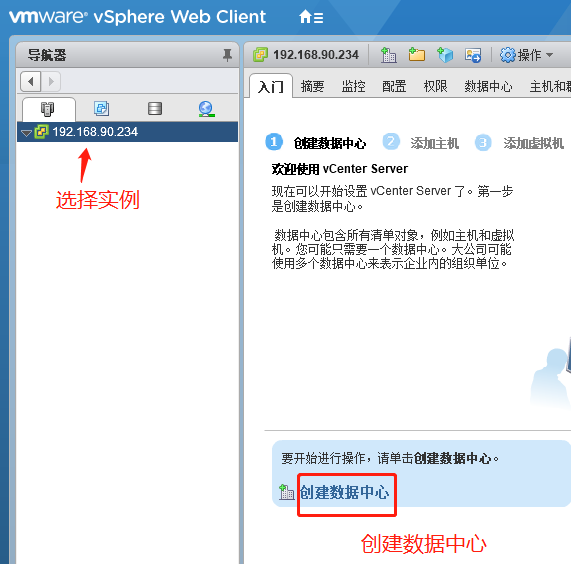 vmware® vSphere Web Client
导航器
192.168.90.234
选择实例
192.168.90.234 操作
入门 摘要 监控 配置 权限 数据中心
1 创建数据中心 2 添加主机 3 添加虚拟机
欢迎使用 vCenter Server
现在可以开始设置 vCenter Server 了。第一步
是创建数据中心。
数据中心包含所有清单对象，例如主机和虚拟
机。您可能只需要一个数据中心。大公司可能
使用多个数据中心来表示企业内的组织单位。
要开始进行操作，请单击创建数据中心。
创建数据中心
创建数据中心